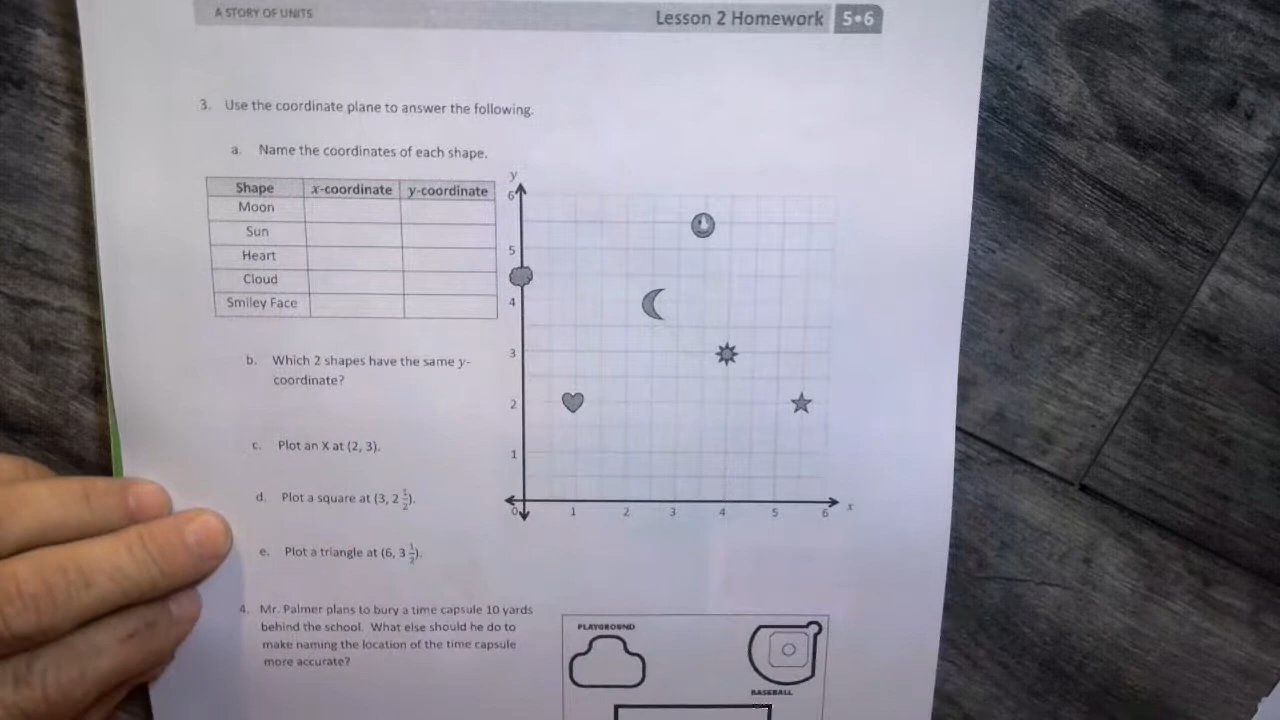 A STORY OF UNITS
Lesson 2 Homework 5•6
3. Use the coordinate plane to answer the following.
a. Name the coordinates of each shape.
Shape x-coordinate y-coordinate
Moon
Sun
Heart
Cloud
Smiley Face
y
6
5
4
3
2
1
0 1 2 3 4 5 6 x
b. Which 2 shapes have the same y-
coordinate?
c. Plot an X at (2, 3).
d. Plot a square at (3, 2 1/2).
e. Plot a triangle at (6, 3 1/2).
4. Mr. Palmer plans to bury a time capsule 10 yards
behind the school. What else should he do to
make naming the location of the time capsule
more accurate?
PLAYGROUND
BASEBALL